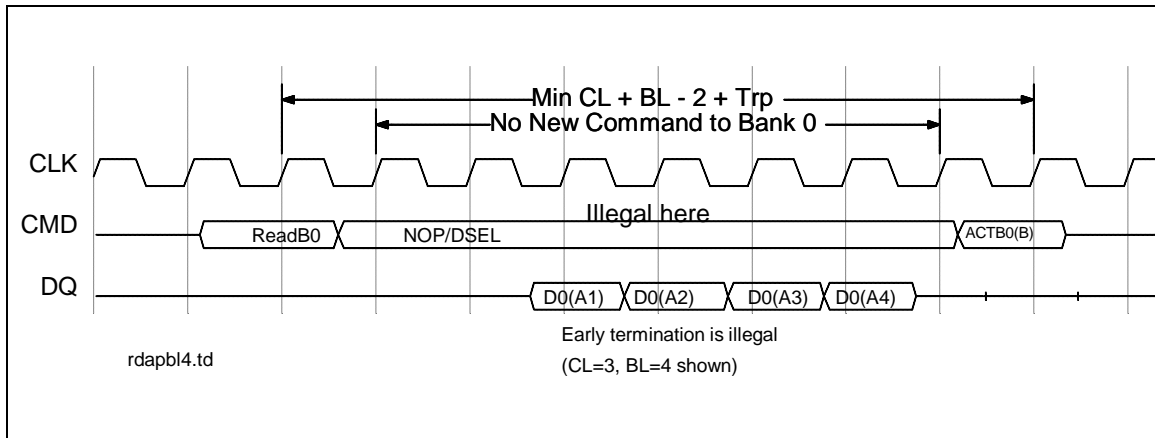 Min CL + BL - 2 + Trp
No New Command to Bank 0
CLK
Illegal here
CMD
ReadB0
NOP/DSEL
ACTB0(B)
DQ
D0(A1)
D0(A2)
D0(A3)
D0(A4)
Early termination is illegal
rdapbl4.td
(CL=3, BL=4 shown)